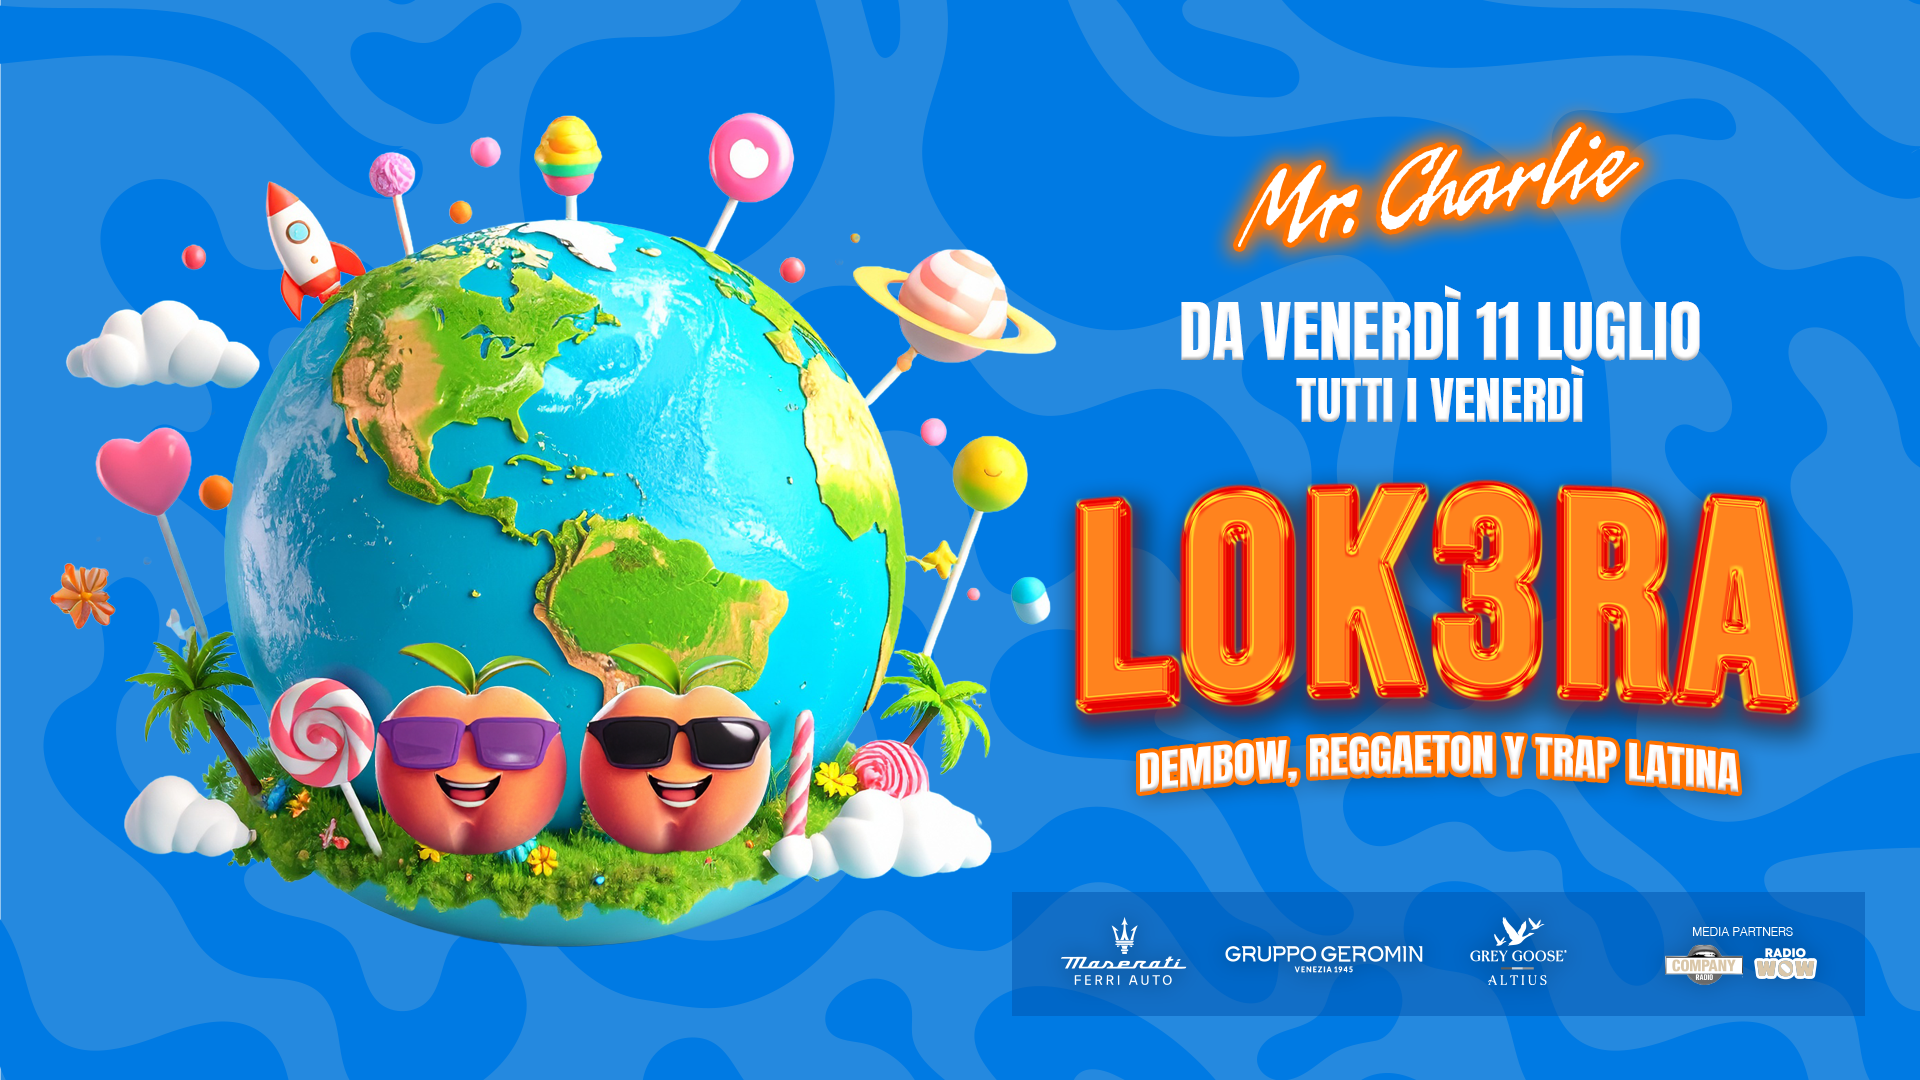 Mr. Charlie
DA VENERDÌ 11 LUGLIO
TUTTI I VENERDÌ
LOK3RA
DEMBOW, REGGAETON Y TRAP LATINA
Maserati
FERRI AUTO
GRUPPO GEROMIN
VENEZIA 1945
GREY GOOSE
ALTIUS
MEDIA PARTNERS
COMPANY
RADIO
RADIO
WOW